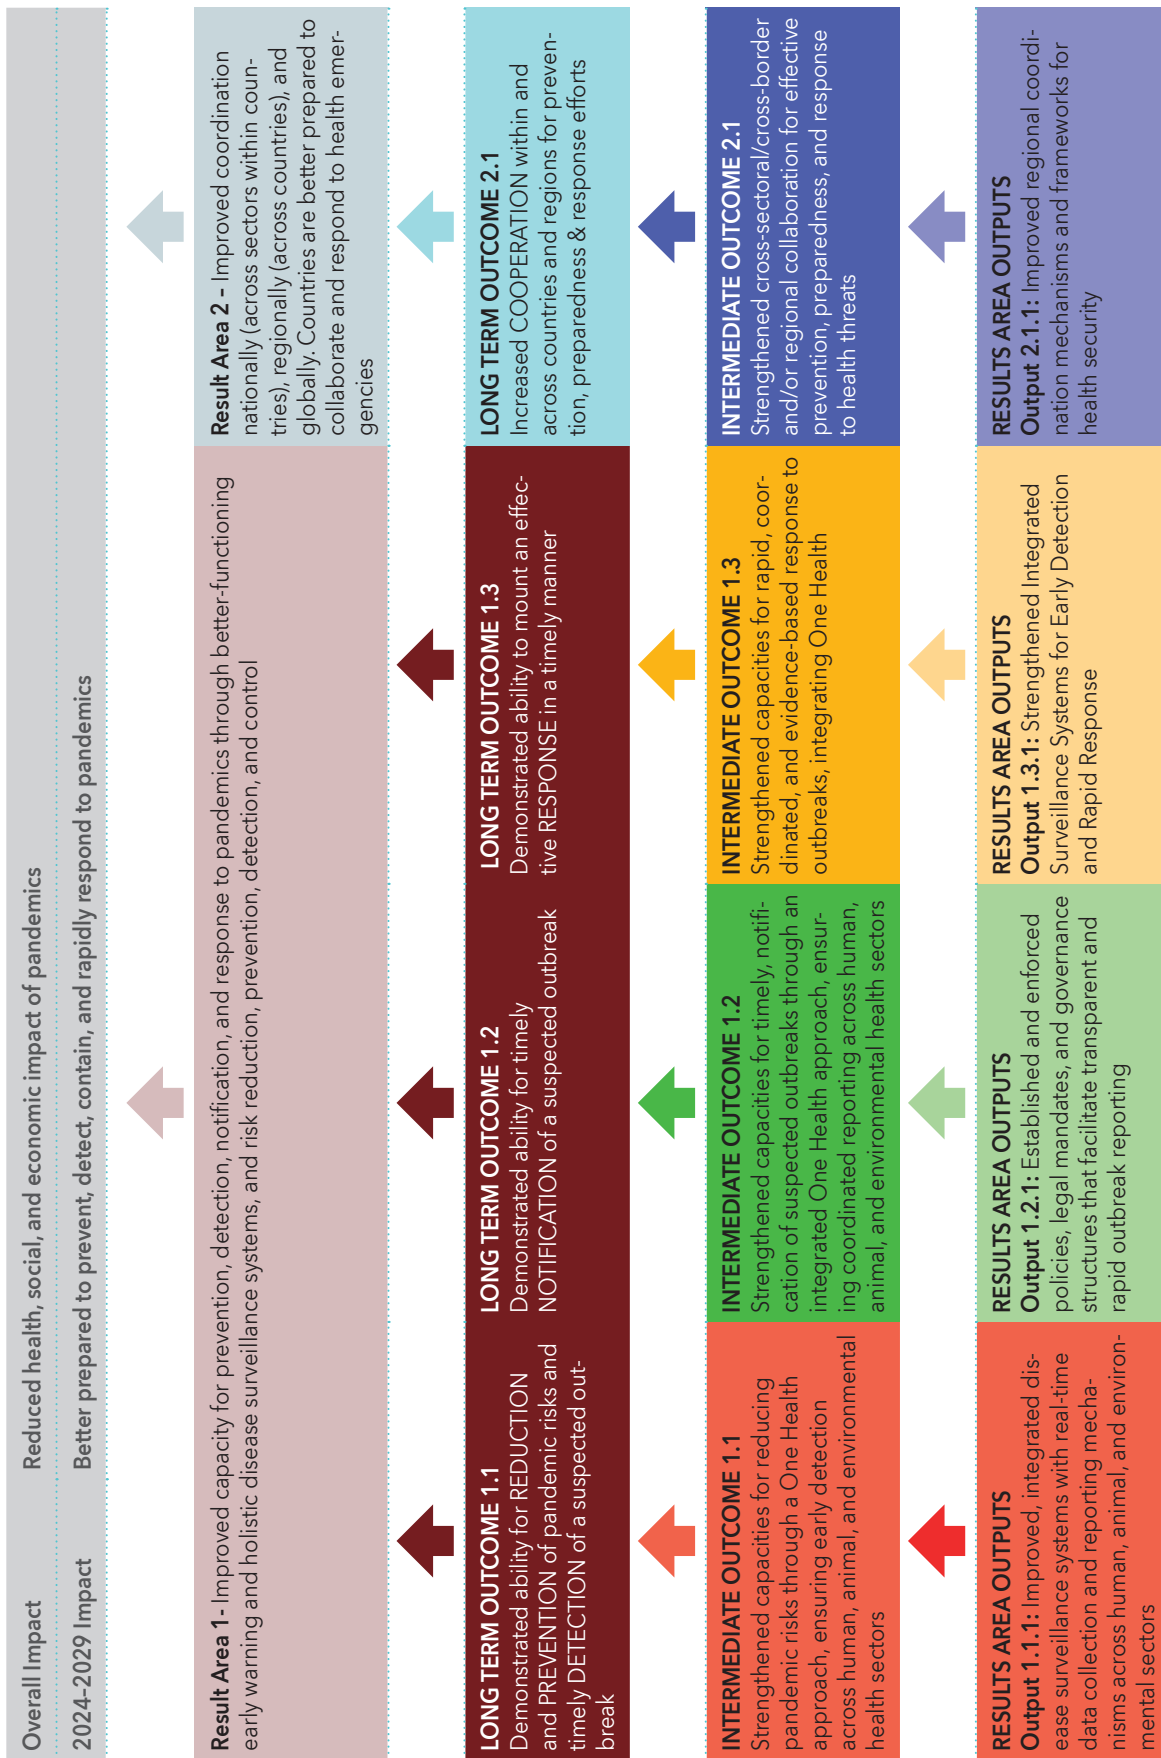 Overall Impact Reduced health, social, and economic impact of pandemics
2024-2029 Impact Better prepared to prevent, detect, contain, and rapidly respond to pandemics
Result Area 1- Improved capacity for prevention, detection, notification, and response to pandemics through better-functioning
early warning and holistic disease surveillance systems, and risk reduction, prevention, detection, and control
Result Area 2 - Improved coordination
nationally (across sectors within coun-
tries), regionally (across countries), and
globally. Countries are better prepared to
collaborate and respond to health emer-
gencies
LONG TERM OUTCOME 1.1
Demonstrated ability for REDUCTION
and PREVENTION of pandemic risks and
timely DETECTION of a suspected out-
break
LONG TERM OUTCOME 1.2
Demonstrated ability for timely
NOTIFICATION of a suspected outbreak
LONG TERM OUTCOME 1.3
Demonstrated ability to mount an effec-
tive RESPONSE in a timely manner
LONG TERM OUTCOME 2.1
Increased COOPERATION within and
across countries and regions for preven-
tion, preparedness & response efforts
INTERMEDIATE OUTCOME 1.1
Strengthened capacities for reducing
pandemic risks through a One Health
approach, ensuring early detection
across human, animal, and environmental
health sectors
INTERMEDIATE OUTCOME 1.2
Strengthened capacities for timely, notifi-
cation of suspected outbreaks through an
integrated One Health approach, ensur-
ing coordinated reporting across human,
animal, and environmental health sectors
INTERMEDIATE OUTCOME 1.3
Strengthened capacities for rapid, coor-
dinated, and evidence-based response to
outbreaks, integrating One Health
INTERMEDIATE OUTCOME 2.1
Strengthened cross-sectoral/cross-border
and/or regional collaboration for effective
prevention, preparedness, and response
to health threats
RESULTS AREA OUTPUTS
Output 1.1.1: Improved, integrated dis-
ease surveillance systems with real-time
data collection and reporting mecha-
nisms across human, animal, and environ-
mental sectors
RESULTS AREA OUTPUTS
Output 1.2.1: Established and enforced
policies, legal mandates, and governance
structures that facilitate transparent and
rapid outbreak reporting
RESULTS AREA OUTPUTS
Output 1.3.1: Strengthened Integrated
Surveillance Systems for Early Detection
and Rapid Response
RESULTS AREA OUTPUTS
Output 2.1.1: Improved regional coordi-
nation mechanisms and frameworks for
health security